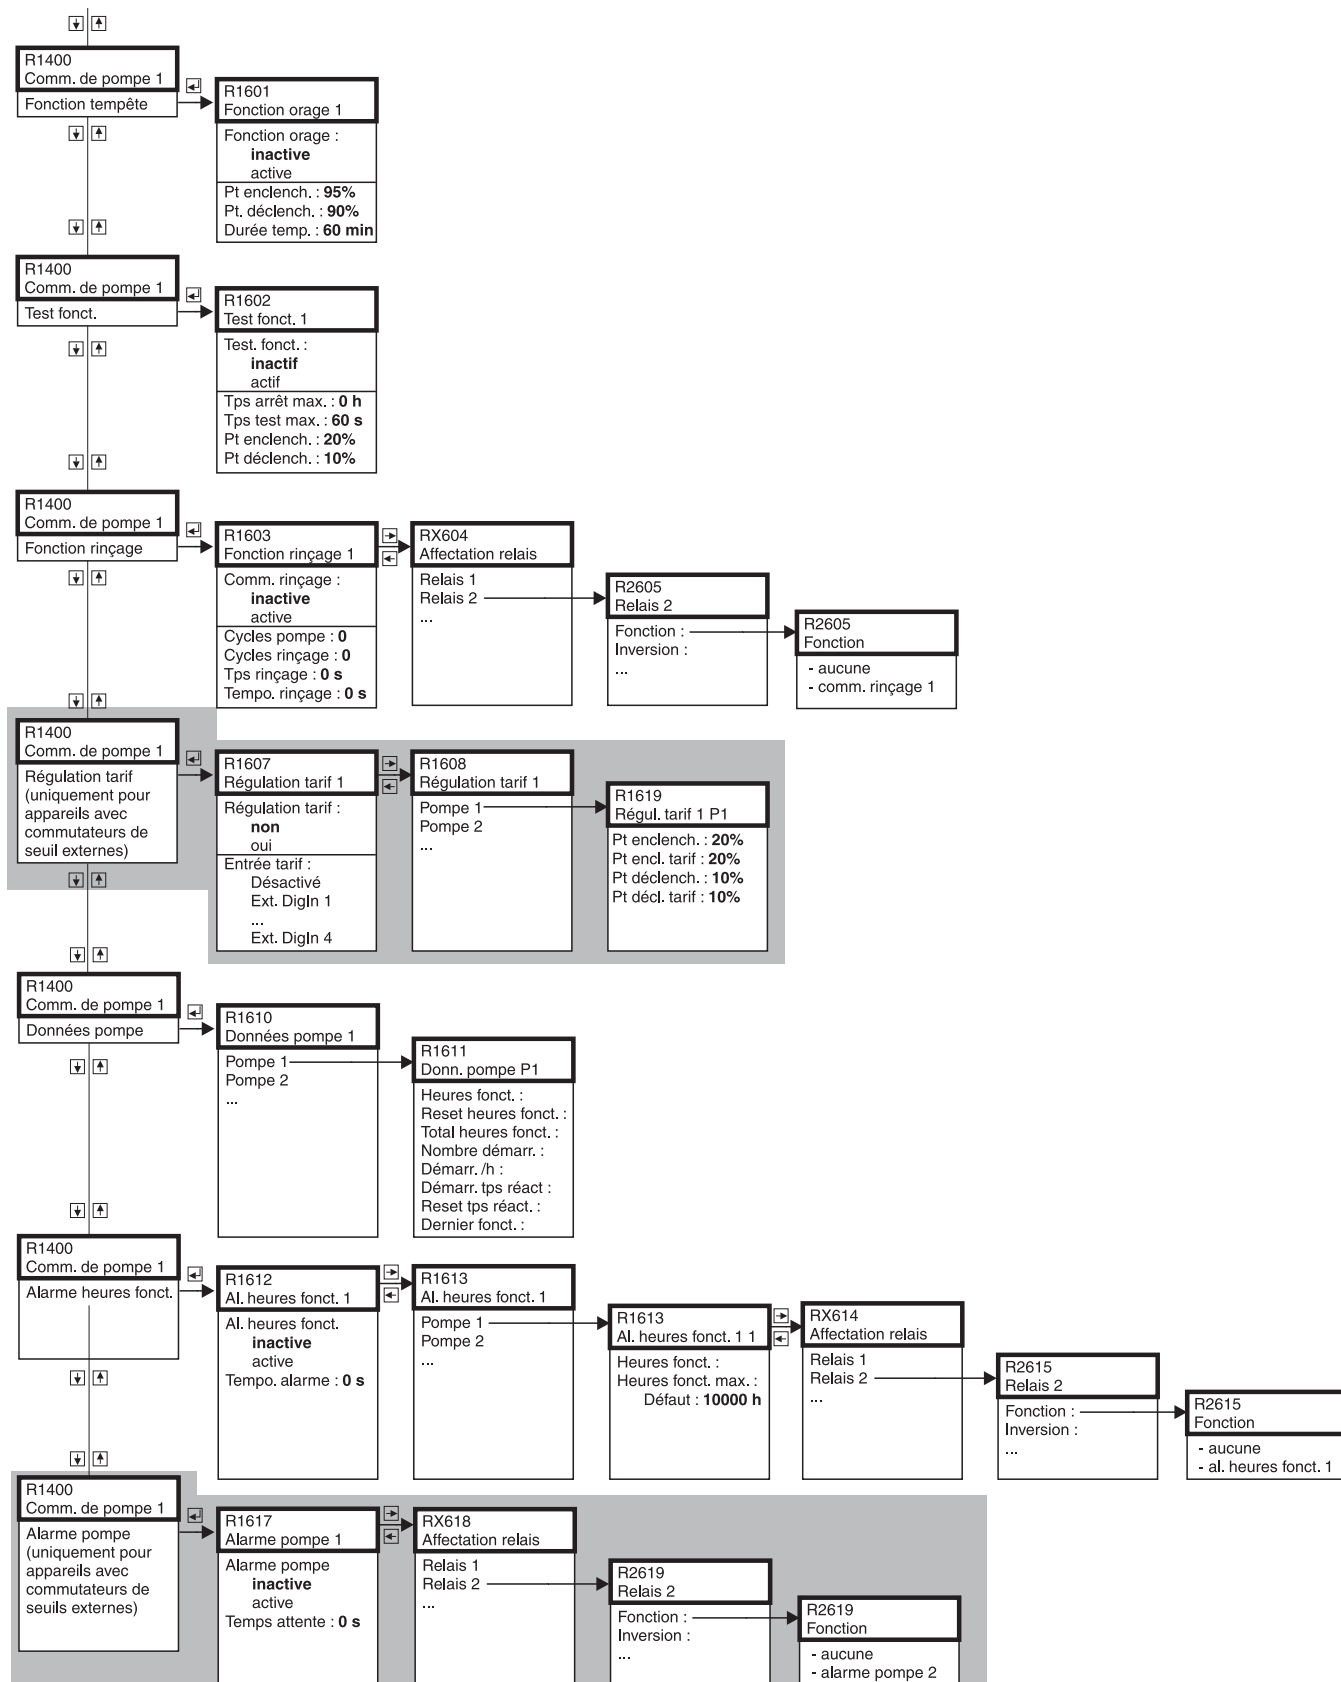 R1400
Comm. de pompe 1
Fonction tempête
R1601
Fonction orage 1
Fonction orage :
inactive
active
Pt enclench. : 95%
Pt. déclench. : 90%
Durée temp. : 60 min
R1400
Comm. de pompe 1
Test fonct.
R1602
Test fonct. 1
Test. fonct. :
inactif
actif
Tps arrêt max. : 0 h
Tps test max. : 60 s
Pt enclench. : 20%
Pt déclench. : 10%
R1400
Comm. de pompe 1
Fonction rinçage
R1603
Fonction rinçage 1
Comm. rinçage :
inactive
active
Cycles pompe : 0
Cycles rinçage : 0
Tps rinçage : 0 s
Tempo. rinçage : 0 s
RX604
Affectation relais
Relais 1
Relais 2
...
R2605
Relais 2
Fonction :
Inversion :
...
R2605
Fonction
- aucune
- comm. rinçage 1
R1400
Comm. de pompe 1
Régulation tarif
(uniquement pour
appareils avec
commutateurs de
seuil externes)
R1607
Régulation tarif 1
Régulation tarif :
non
oui
Entrée tarif :
Désactivé
Ext. DigIn 1
...
Ext. DigIn 4
R1608
Régulation tarif 1
Pompe 1
Pompe 2
...
R1619
Régul. tarif 1 P1
Pt enclench. : 20%
Pt encl. tarif : 20%
Pt déclench. : 10%
Pt décl. tarif : 10%
R1400
Comm. de pompe 1
Données pompe
R1610
Données pompe 1
Pompe 1
Pompe 2
...
R1611
Donn. pompe P1
Heures fonct. :
Reset heures fonct. :
Total heures fonct. :
Nombre démarr. :
Démarr. /h :
Démarr. tps réact :
Reset tps réact. :
Dernier fonct. :
R1400
Comm. de pompe 1
Alarme heures fonct.
R1612
Al. heures fonct. 1
Al. heures fonct.
inactive
active
Tempo. alarme : 0 s
R1613
Al. heures fonct. 1
Pompe 1
Pompe 2
...
R1613
Al. heures fonct. 1 1
Heures fonct. :
Heures fonct. max. :
Défaut : 10000 h
RX614
Affectation relais
Relais 1
Relais 2
...
R2615
Relais 2
Fonction :
Inversion :
...
R2615
Fonction
- aucune
- al. heures fonct. 1
R1400
Comm. de pompe 1
Alarme pompe
(uniquement pour
appareils avec
commutateurs de
seuils externes)
R1617
Alarme pompe 1
Alarme pompe
inactive
active
Temps attente : 0 s
RX618
Affectation relais
Relais 1
Relais 2
...
R2619
Relais 2
Fonction :
Inversion :
...
R2619
Fonction
- aucune
- alarme pompe 2